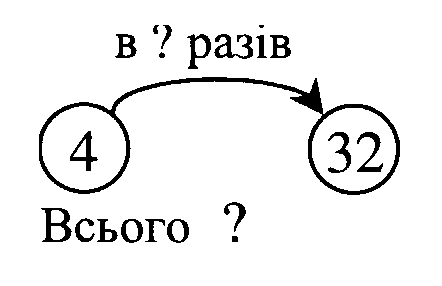 в ? разів
4 32
Всього ?